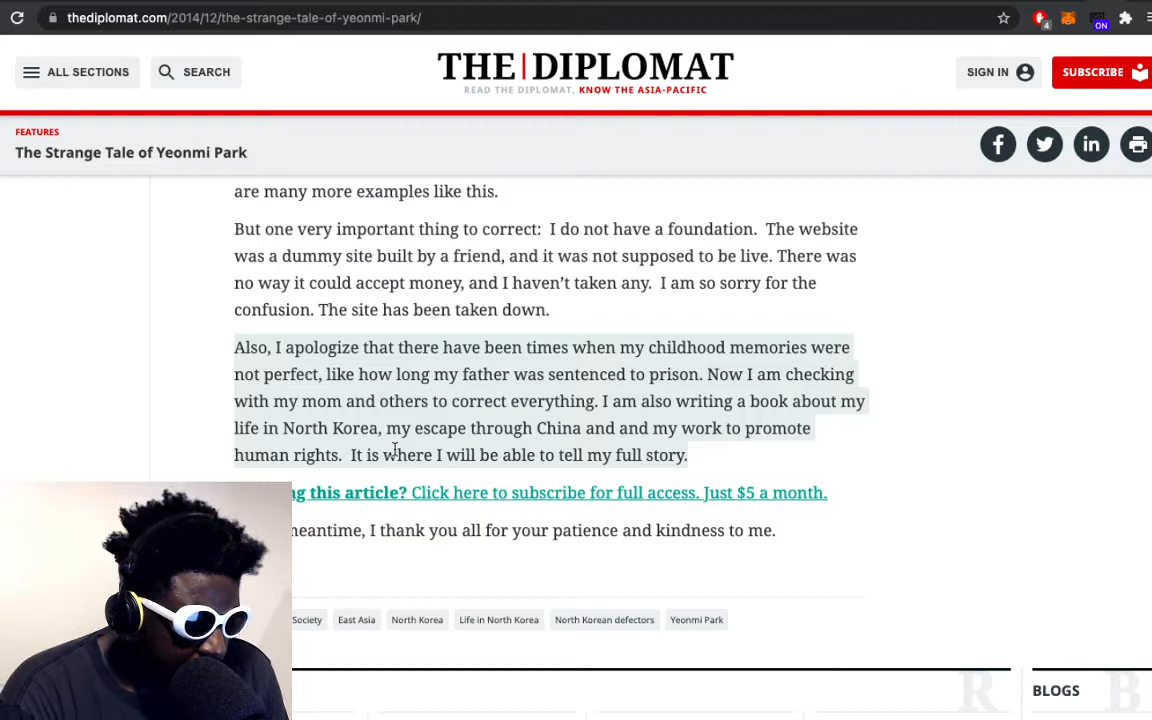 thediplomat.com/2014/12/the-strange-tale-of-yeonmi-park/
4
ON
ALL SECTIONS
SEARCH
THE DIPLOMAT
READ THE DIPLOMAT, KNOW THE ASIA-PACIFIC
SIGN IN
SUBSCRIBE
FEATURES
The Strange Tale of Yeonmi Park
are many more examples like this.
But one very important thing to correct:  I do not have a foundation.  The website
was a dummy site built by a friend, and it was not supposed to be live. There was
no way it could accept money, and I haven’t taken any.  I am so sorry for the
confusion. The site has been taken down.
Also, I apologize that there have been times when my childhood memories were
not perfect, like how long my father was sentenced to prison. Now I am checking
with my mom and others to correct everything. I am also writing a book about my
life in North Korea, my escape through China and and my work to promote
human rights.  It is where I will be able to tell my full story.
this article? Click here to subscribe for full access. Just $5 a month.
meantime, I thank you all for your patience and kindness to me.
Society
East Asia
North Korea
Life in North Korea
North Korean defectors
Yeonmi Park
R
BLOGS
B